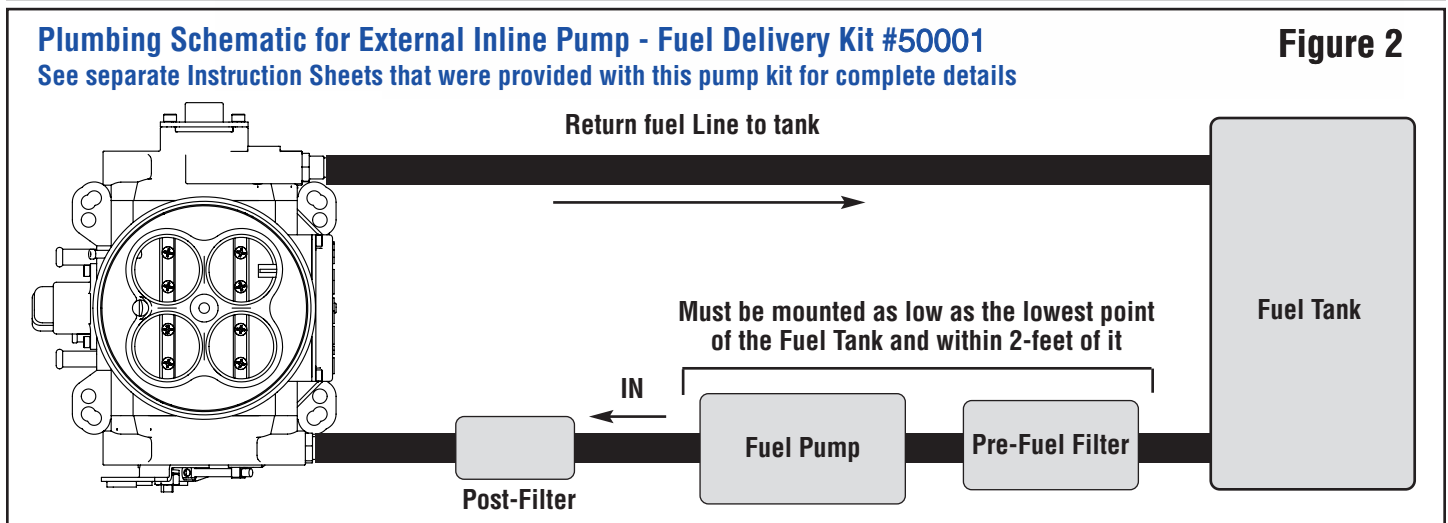 Plumbing Schematic for External Inline Pump - Fuel Delivery Kit #50001
Figure 2
See separate Instruction Sheets that were provided with this pump kit for complete details
Return fuel Line to tank
Fuel Tank
Must be mounted as low as the lowest point
of the Fuel Tank and within 2-feet of it
IN
Fuel Pump
Pre-Fuel Filter
Post-Filter